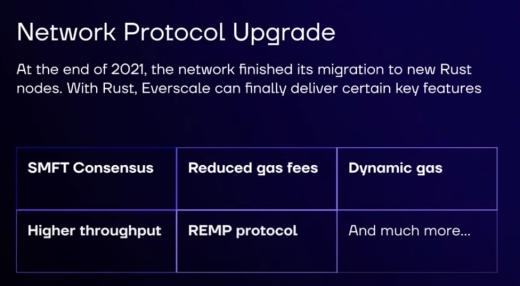 Network Protocol Upgrade
At the end of 2021, the network finished its migration to new Rust
nodes. With Rust, Everscale can finally deliver certain key features
SMFT Consensus
Reduced gas fees
Dynamic gas
Higher throughput
REMP protocol
And much more...